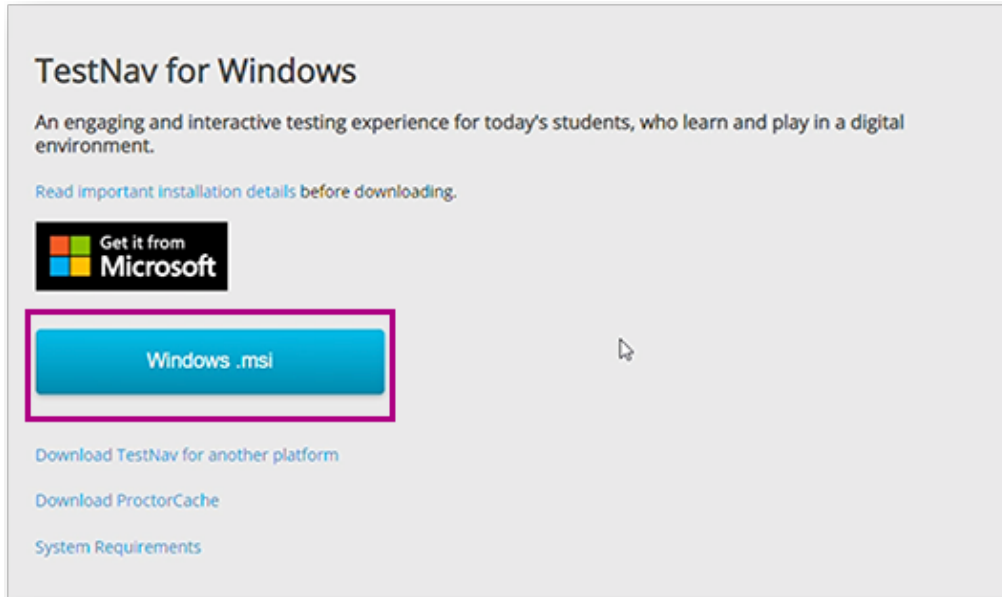 TestNav for Windows
An engaging and interactive testing experience for today's students, who learn and play in a digital
environment.
Read important installation details before downloading.
Get it from
Microsoft
Windows .msi
Download TestNav for another platform
Download ProctorCache
System Requirements